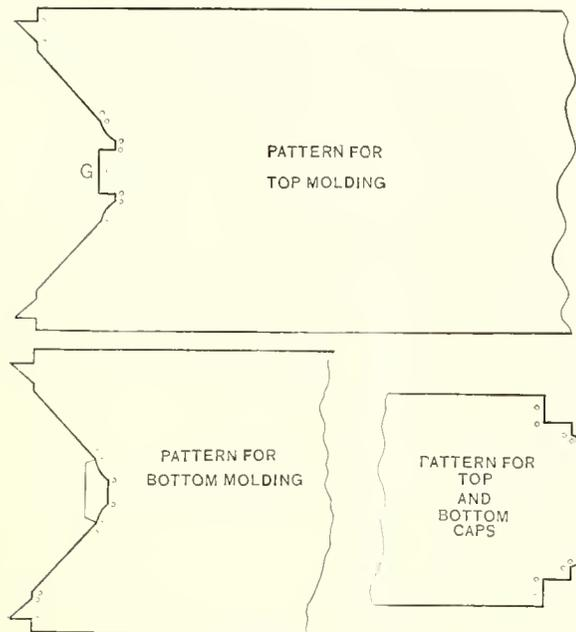 G
PATTERN FOR
TOP MOLDING
PATTERN FOR
BOTTOM MOLDING
PATTERN FOR
TOP
AND
BOTTOM
CAPS